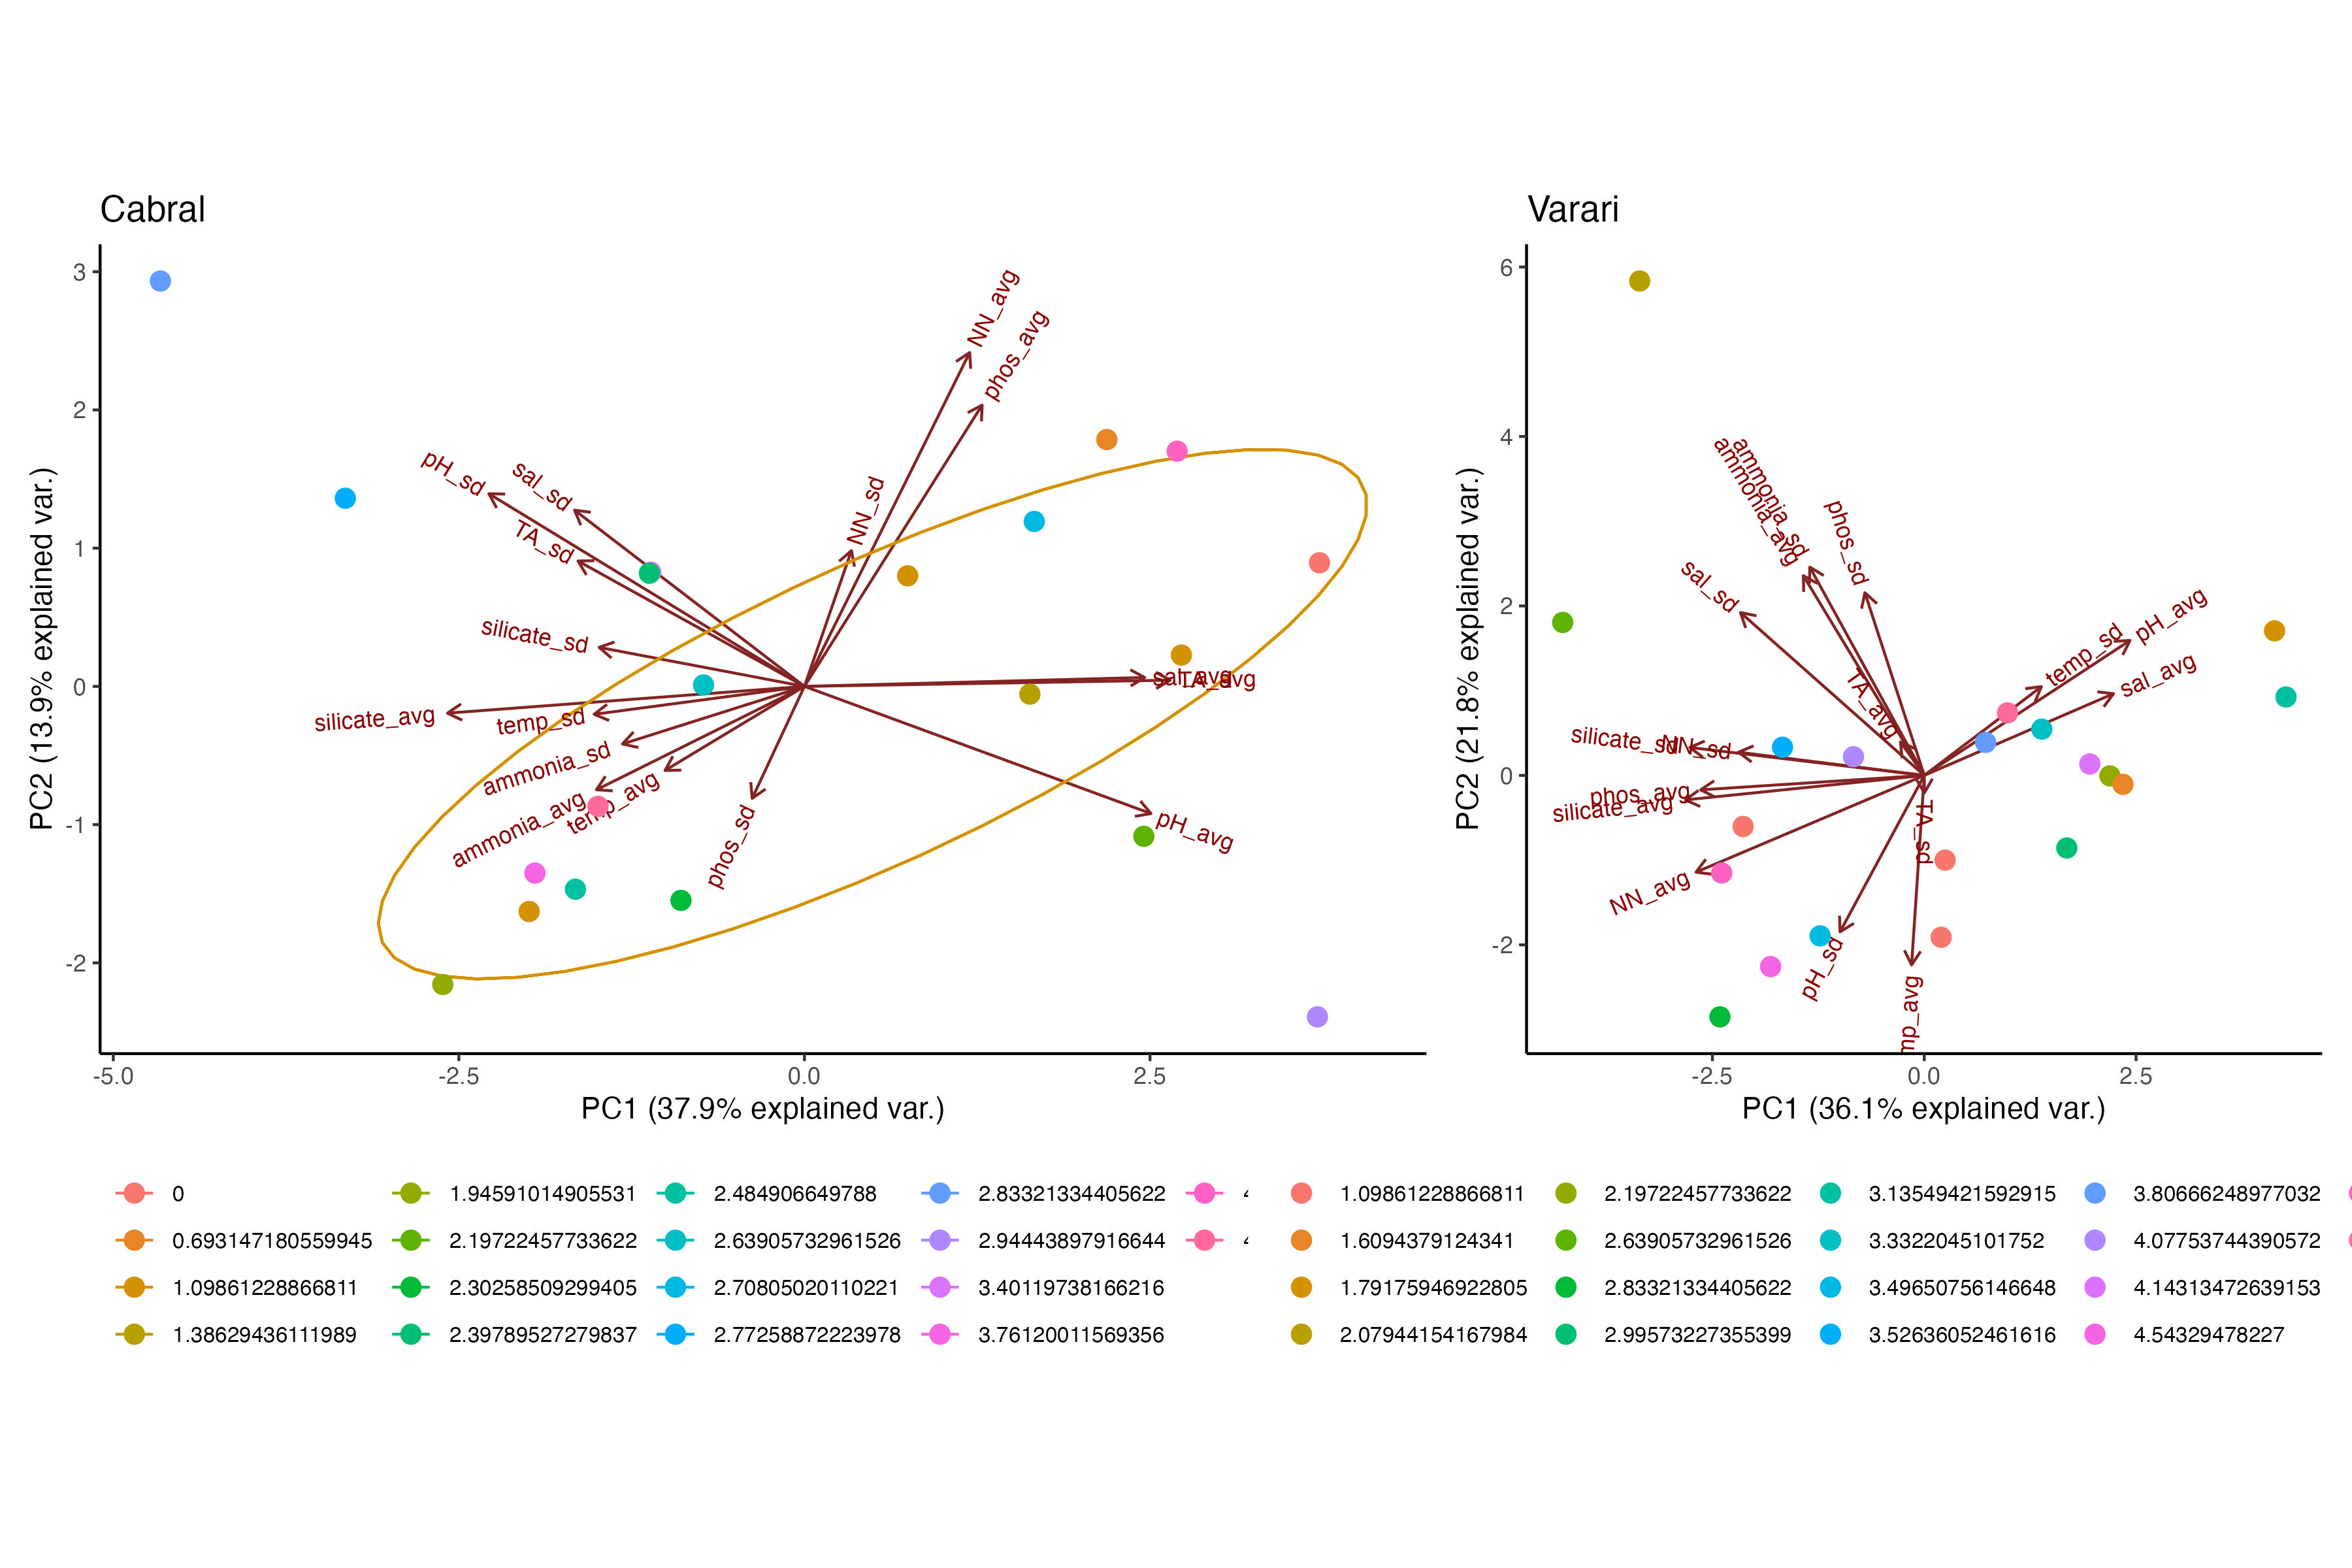 Cabral
3
2
1
0
-1
-2
-5.0
-2.5
0.0
2.5
PC2 (13.9% explained var.)
PC1 (37.9% explained var.)
NN_avg
phos_avg
NN_sd
pH_sd
sal_sd
TA_sd
silicate_sd
silicate_avg
temp_sd
ammonia_sd
ammonia_avg
temp_avg
phos_sd
sal_avg
TA_avg
pH_avg
0
0.693147180559945
1.09861228866811
1.38629436111989
1.94591014905531
2.19722457733622
2.30258509299405
2.39789527279837
2.484906649788
2.63905732961526
2.70805020110221
2.77258872223978
2.83321334405622
2.94443897916644
3.40119738166216
3.76120011569356
Varari
6
4
2
0
-2
-2.5
0.0
2.5
PC2 (21.8% explained var.)
PC1 (36.1% explained var.)
ammonia_sd
ammonia_avg
phos_sd
sal_sd
TA_avg
temp_sd
pH_avg
sal_avg
silicate_sd
NN_sd
phos_avg
silicate_avg
NN_avg
TA_sd
pH_sd
mp_avg
1.09861228866811
1.6094379124341
1.79175946922805
2.07944154167984
2.19722457733622
2.63905732961526
2.83321334405622
2.99573227355399
3.13549421592915
3.3322045101752
3.49650756146648
3.52636052461616
3.80666248977032
4.07753744390572
4.14313472639153
4.54329478227